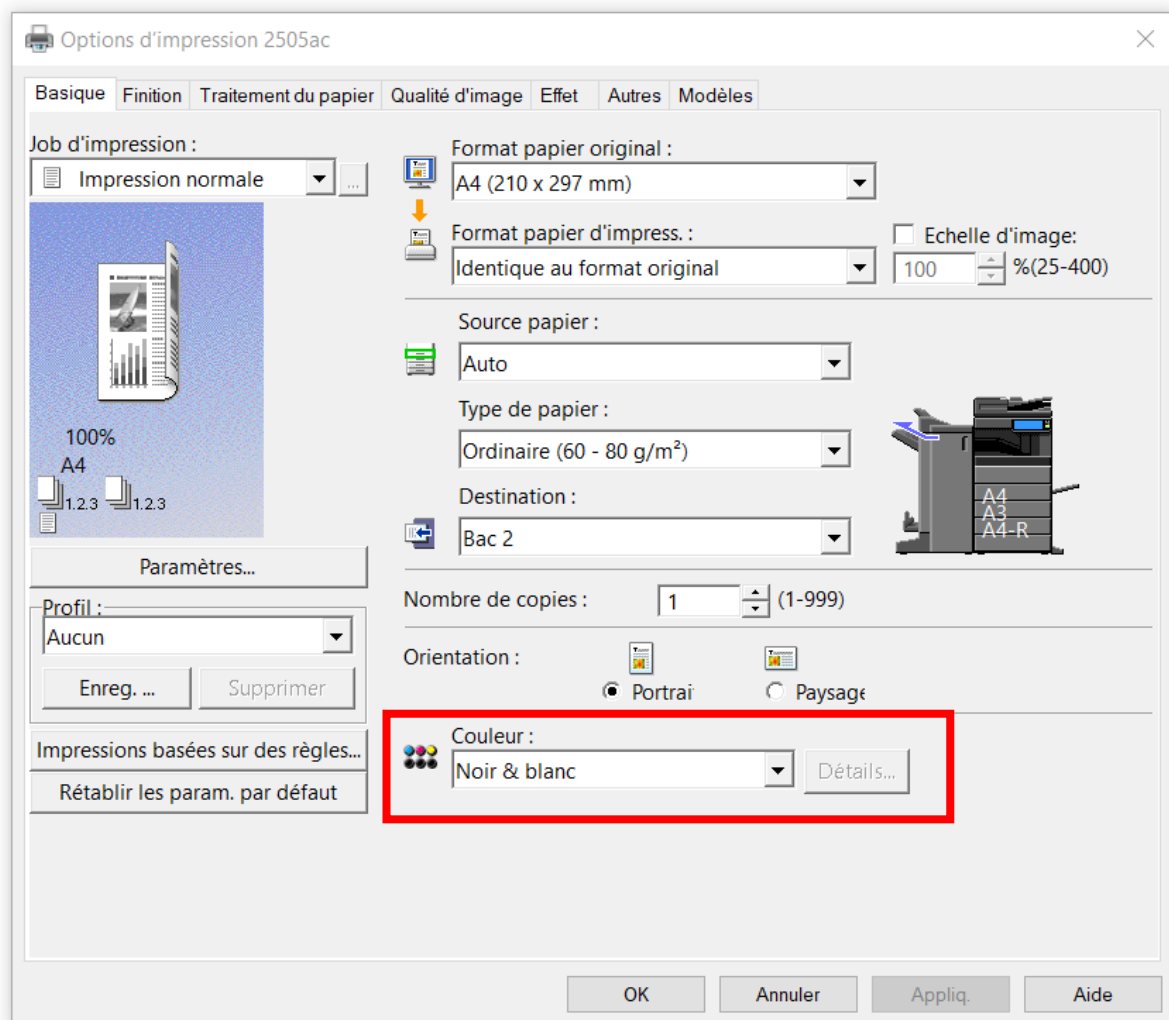 Options d'impression 2505ac
Basique Finition Traitement du papier Qualité d'image Effet Autres Modèles
Job d'impression :
Impression normale
...
100%
A4
1.2.3 1.2.3
Paramètres...
Profil :
Aucun
Enreg. ... Supprimer
Impressions basées sur des règles...
Rétablir les param. par défaut
Format papier original :
A4 (210 x 297 mm)
Format papier d'impress. :
Identique au format original
Echelle d'image:
100 %(25-400)
Source papier :
Auto
Type de papier :
Ordinaire (60 - 80 g/m²)
Destination :
Bac 2
A4
A3
A4-R
Nombre de copies : 1 (1-999)
Orientation :
Portrai Paysage
Couleur :
Noir & blanc Détails...
OK Annuler Appliq. Aide